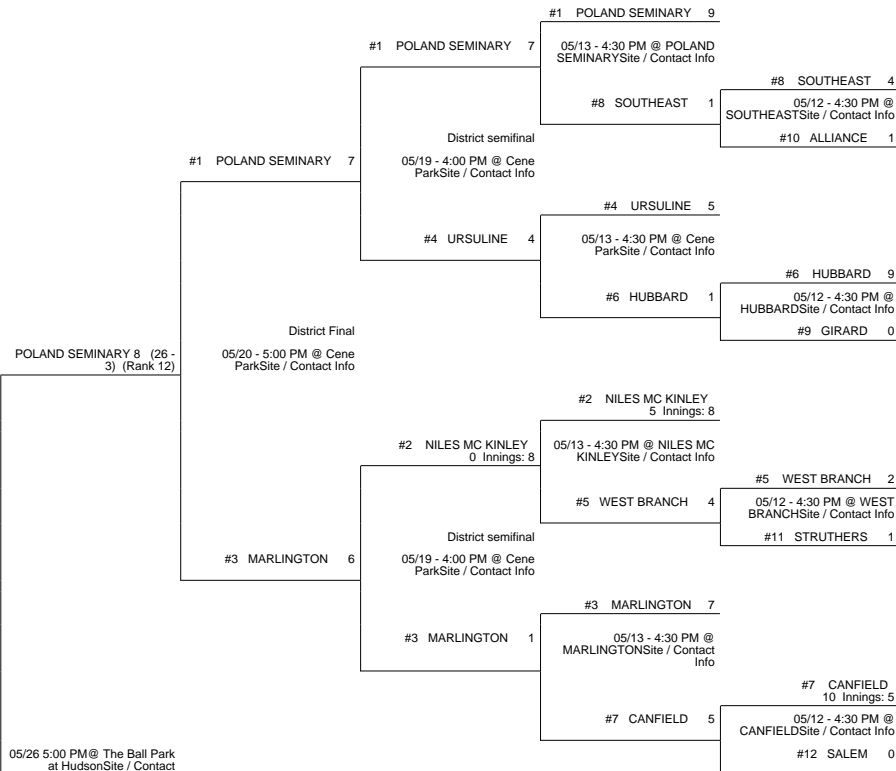 #1 POLAND SEMINARY 9
#1 POLAND SEMINARY 7
05/13 - 4:30 PM @ POLAND
SEMINARYSite / Contact Info
#8 SOUTHEAST 4
#8 SOUTHEAST 1
05/12 - 4:30 PM @
SOUTHEASTSite / Contact Info
District semifinal
#10 ALLIANCE 1
#1 POLAND SEMINARY 7
05/19 - 4:00 PM @ Cene
ParkSite / Contact Info
#4 URSULINE 5
#4 URSULINE 4
05/13 - 4:30 PM @ Cene
ParkSite / Contact Info
#6 HUBBARD 9
#6 HUBBARD 1
05/12 - 4:30 PM @
HUBBARDSite / Contact Info
District Final
#9 GIRARD 0
POLAND SEMINARY 8 (26 -
3) (Rank 12)
05/20 - 5:00 PM @ Cene
ParkSite / Contact Info
#2 NILES MC KINLEY
5 Innings: 8
#2 NILES MC KINLEY
0 Innings: 8
05/13 - 4:30 PM @ NILES MC
KINLEYSite / Contact Info
#5 WEST BRANCH 2
#5 WEST BRANCH 4
05/12 - 4:30 PM @ WEST
BRANCHSite / Contact Info
District semifinal
#11 STRUTHERS 1
#3 MARLINGTON 6
05/19 - 4:00 PM @ Cene
ParkSite / Contact Info
#3 MARLINGTON 7
#3 MARLINGTON 1
05/13 - 4:30 PM @
MARLINGTONSite / Contact
Info
#7 CANFIELD
10 Innings: 5
#7 CANFIELD 5
05/12 - 4:30 PM @
CANFIELDSite / Contact Info
05/26 5:00 PM@ The Ball Park
at HudsonSite / Contact
#12 SALEM 0